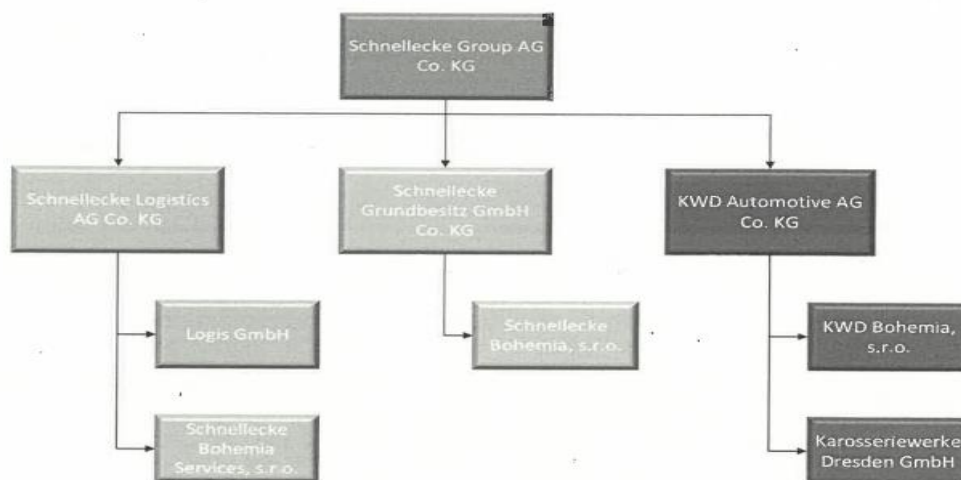 Schnellecke Group AG
Co. KG
Schnellecke Logistics
AG Co. KG
Schnellecke
Grundbesitz GmbH
Co. KG
KWD Automotive AG
Co. KG
Logis GmbH
Schnellecke
Bohemia, s.r.o.
KWD Bohemia,
s.r.o.
Schnellecke
Bohemia
Services, s.r.o.
Karosseriewerke
Dresden GmbH